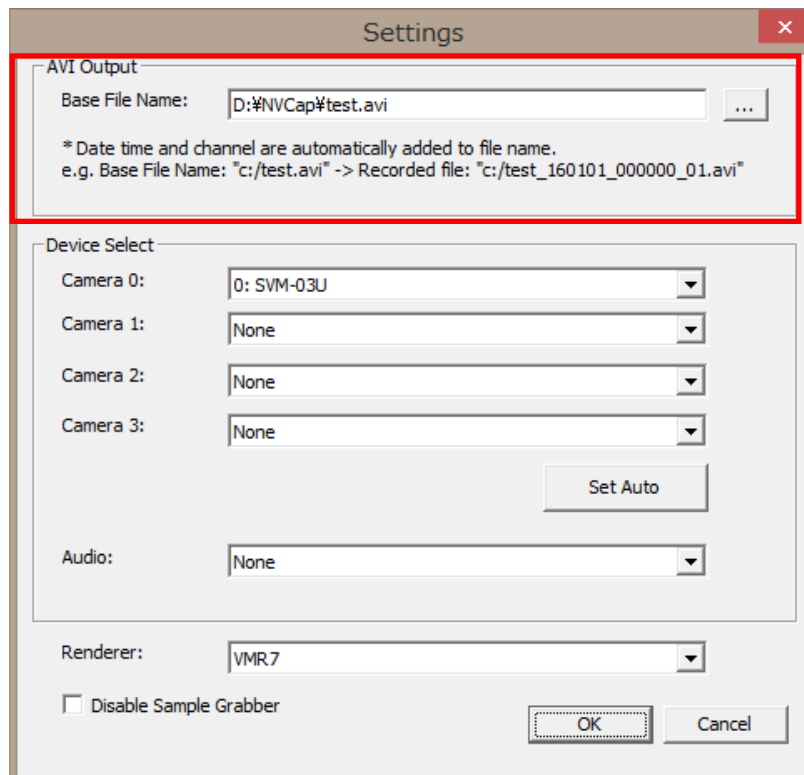 Settings
AVI Output
Base File Name: D:¥NVCap¥test.avi ...
* Date time and channel are automatically added to file name.
e.g. Base File Name: "c:/test.avi" -> Recorded file: "c:/test_160101_000000_01.avi"
Device Select
Camera 0: 0: SVM-03U
Camera 1: None
Camera 2: None
Camera 3: None
Set Auto
Audio: None
Renderer: VMR7
Disable Sample Grabber
OK Cancel